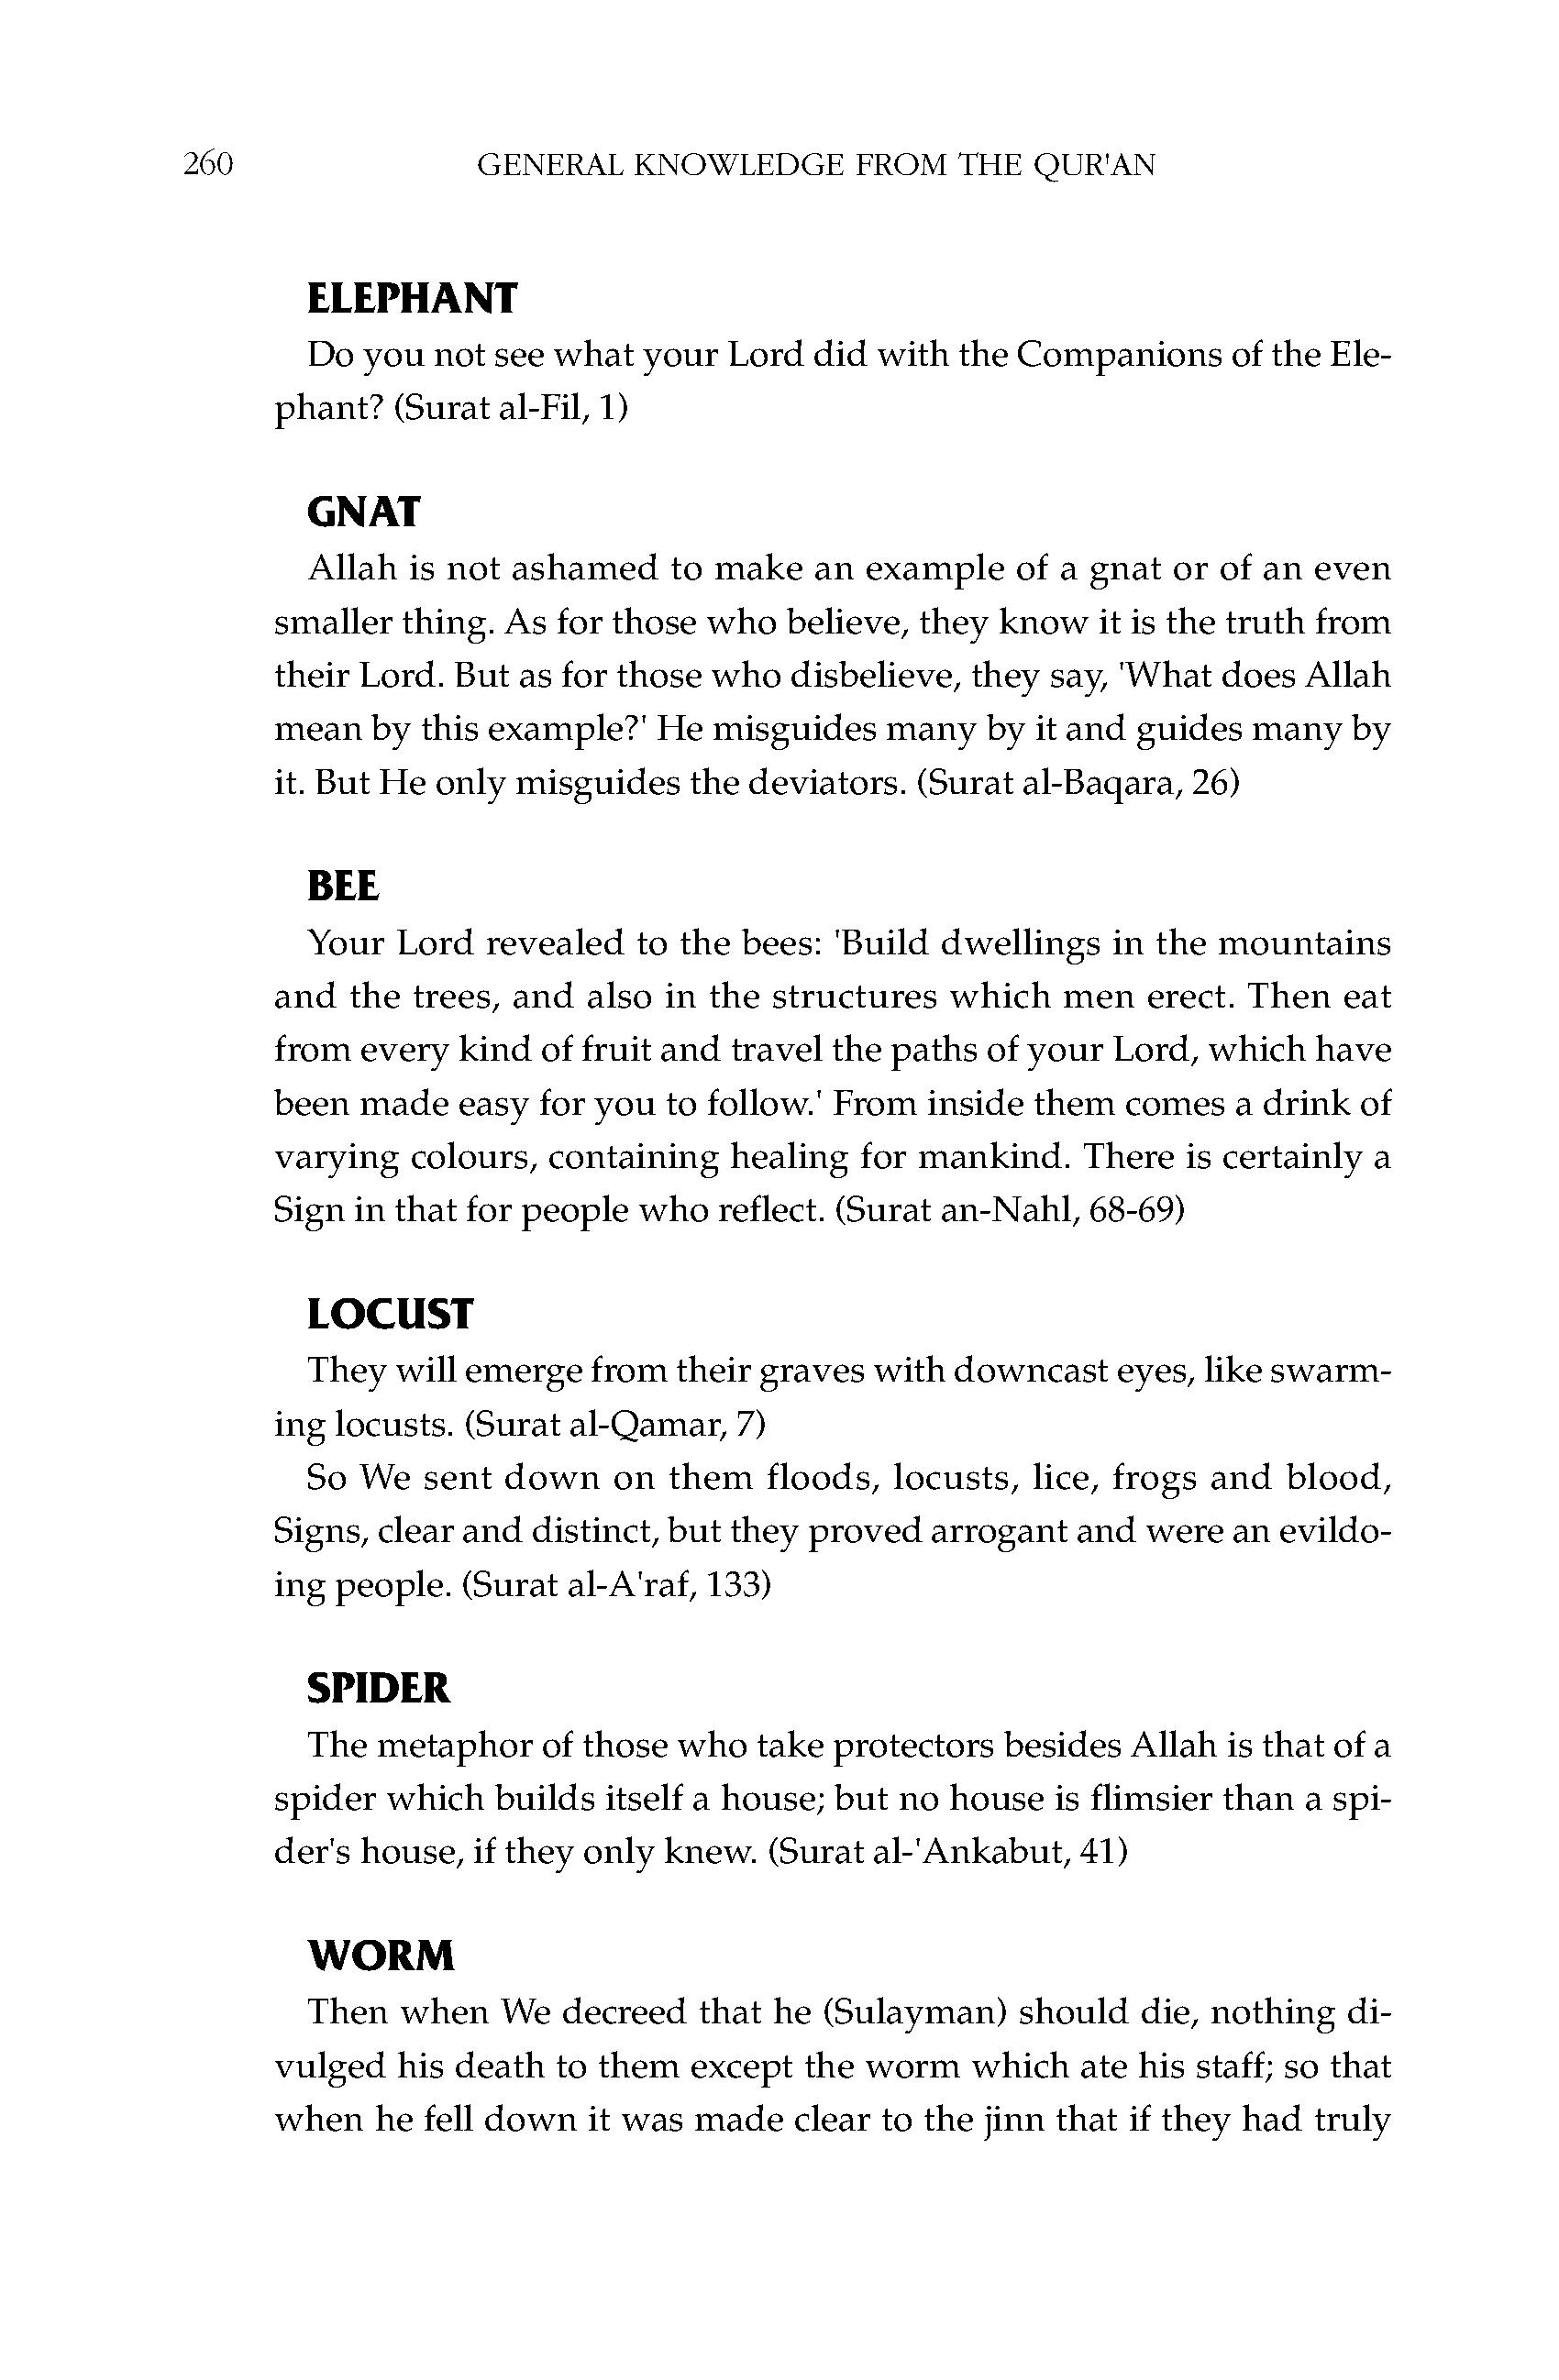 260 GENERAL KNOWLEDGE FROM THE QUR'AN
ELEPHANT
Do you not see what your Lord did with the Companions of the Ele-
phant? (Surat al-Fil, 1)
GNAT
Allah is not ashamed to make an example of a gnat or of an even
smaller thing. As for those who believe, they know it is the truth from
their Lord. But as for those who disbelieve, they say, 'What does Allah
mean by this example?' He misguides many by it and guides many by
it. But He only misguides the deviators. (Surat al-Baqara, 26)
BEE
Your Lord revealed to the bees: 'Build dwellings in the mountains
and the trees, and also in the structures which men erect. Then eat
from every kind of fruit and travel the paths of your Lord, which have
been made easy for you to follow.' From inside them comes a drink of
varying colours, containing healing for mankind. There is certainly a
Sign in that for people who reflect. (Surat an-Nahl, 68-69)
LOCUST
They will emerge from their graves with downcast eyes, like swarm-
ing locusts. (Surat al-Qamar, 7)
So We sent down on them floods, locusts, lice, frogs and blood,
Signs, clear and distinct, but they proved arrogant and were an evildo-
ing people. (Surat al-A'raf, 133)
SPIDER
The metaphor of those who take protectors besides Allah is that of a
spider which builds itself a house; but no house is flimsier than a spi-
der's house, if they only knew. (Surat al-'Ankabut, 41)
WORM
Then when We decreed that he (Sulayman) should die, nothing di-
vulged his death to them except the worm which ate his staff; so that
when he fell down it was made clear to the jinn that if they had truly